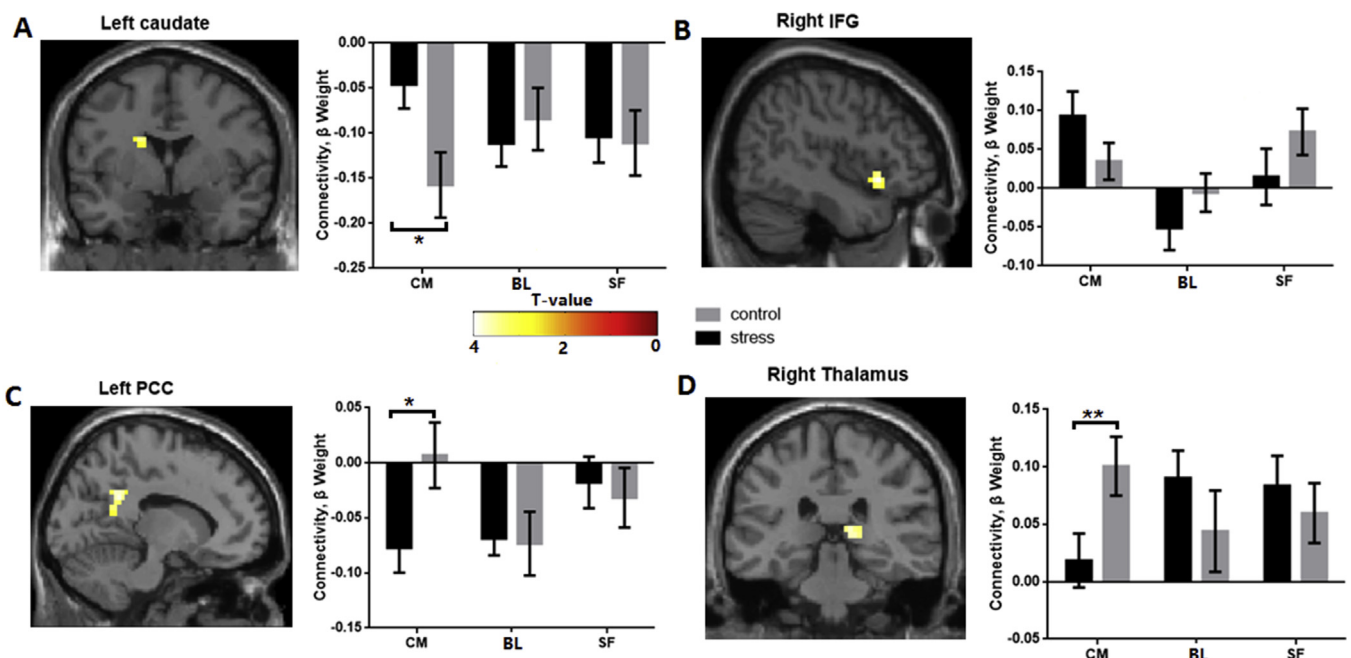 A
Left caudate
Connectivity, β Weight
0.00
-0.05
-0.10
-0.15
-0.20
-0.25
*
CM BL SF
B
Right IFG
Connectivity, β Weight
0.15
0.10
0.05
0.00
-0.05
-0.10
CM BL SF
T-value
4 2 0
control
stress
C
Left PCC
Connectivity, β Weight
0.05
0.00
-0.05
-0.10
-0.15
*
CM BL SF
D
Right Thalamus
Connectivity, β Weight
0.15
0.10
0.05
0.00
-0.05
**
CM BL SF